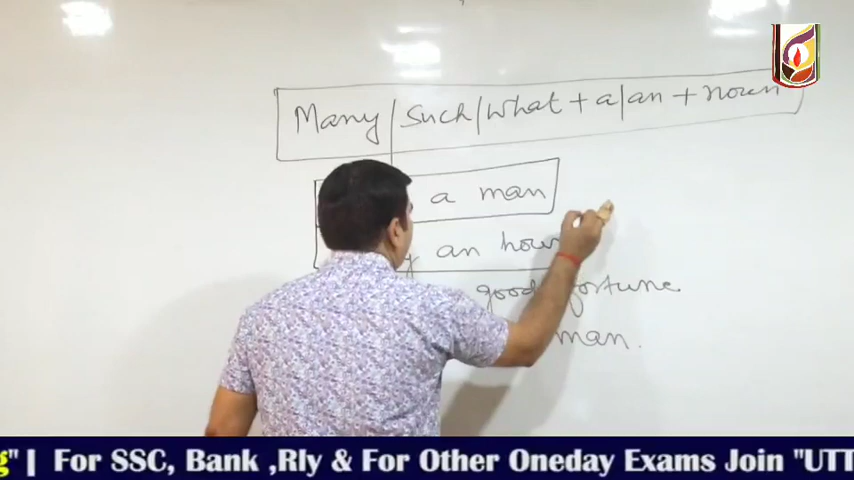 Many | Such | what + a | an + noun
a man
an hour
good fortune
man.
" | For SSC, Bank ,Rly & For Other Oneday Exams Join "UTT